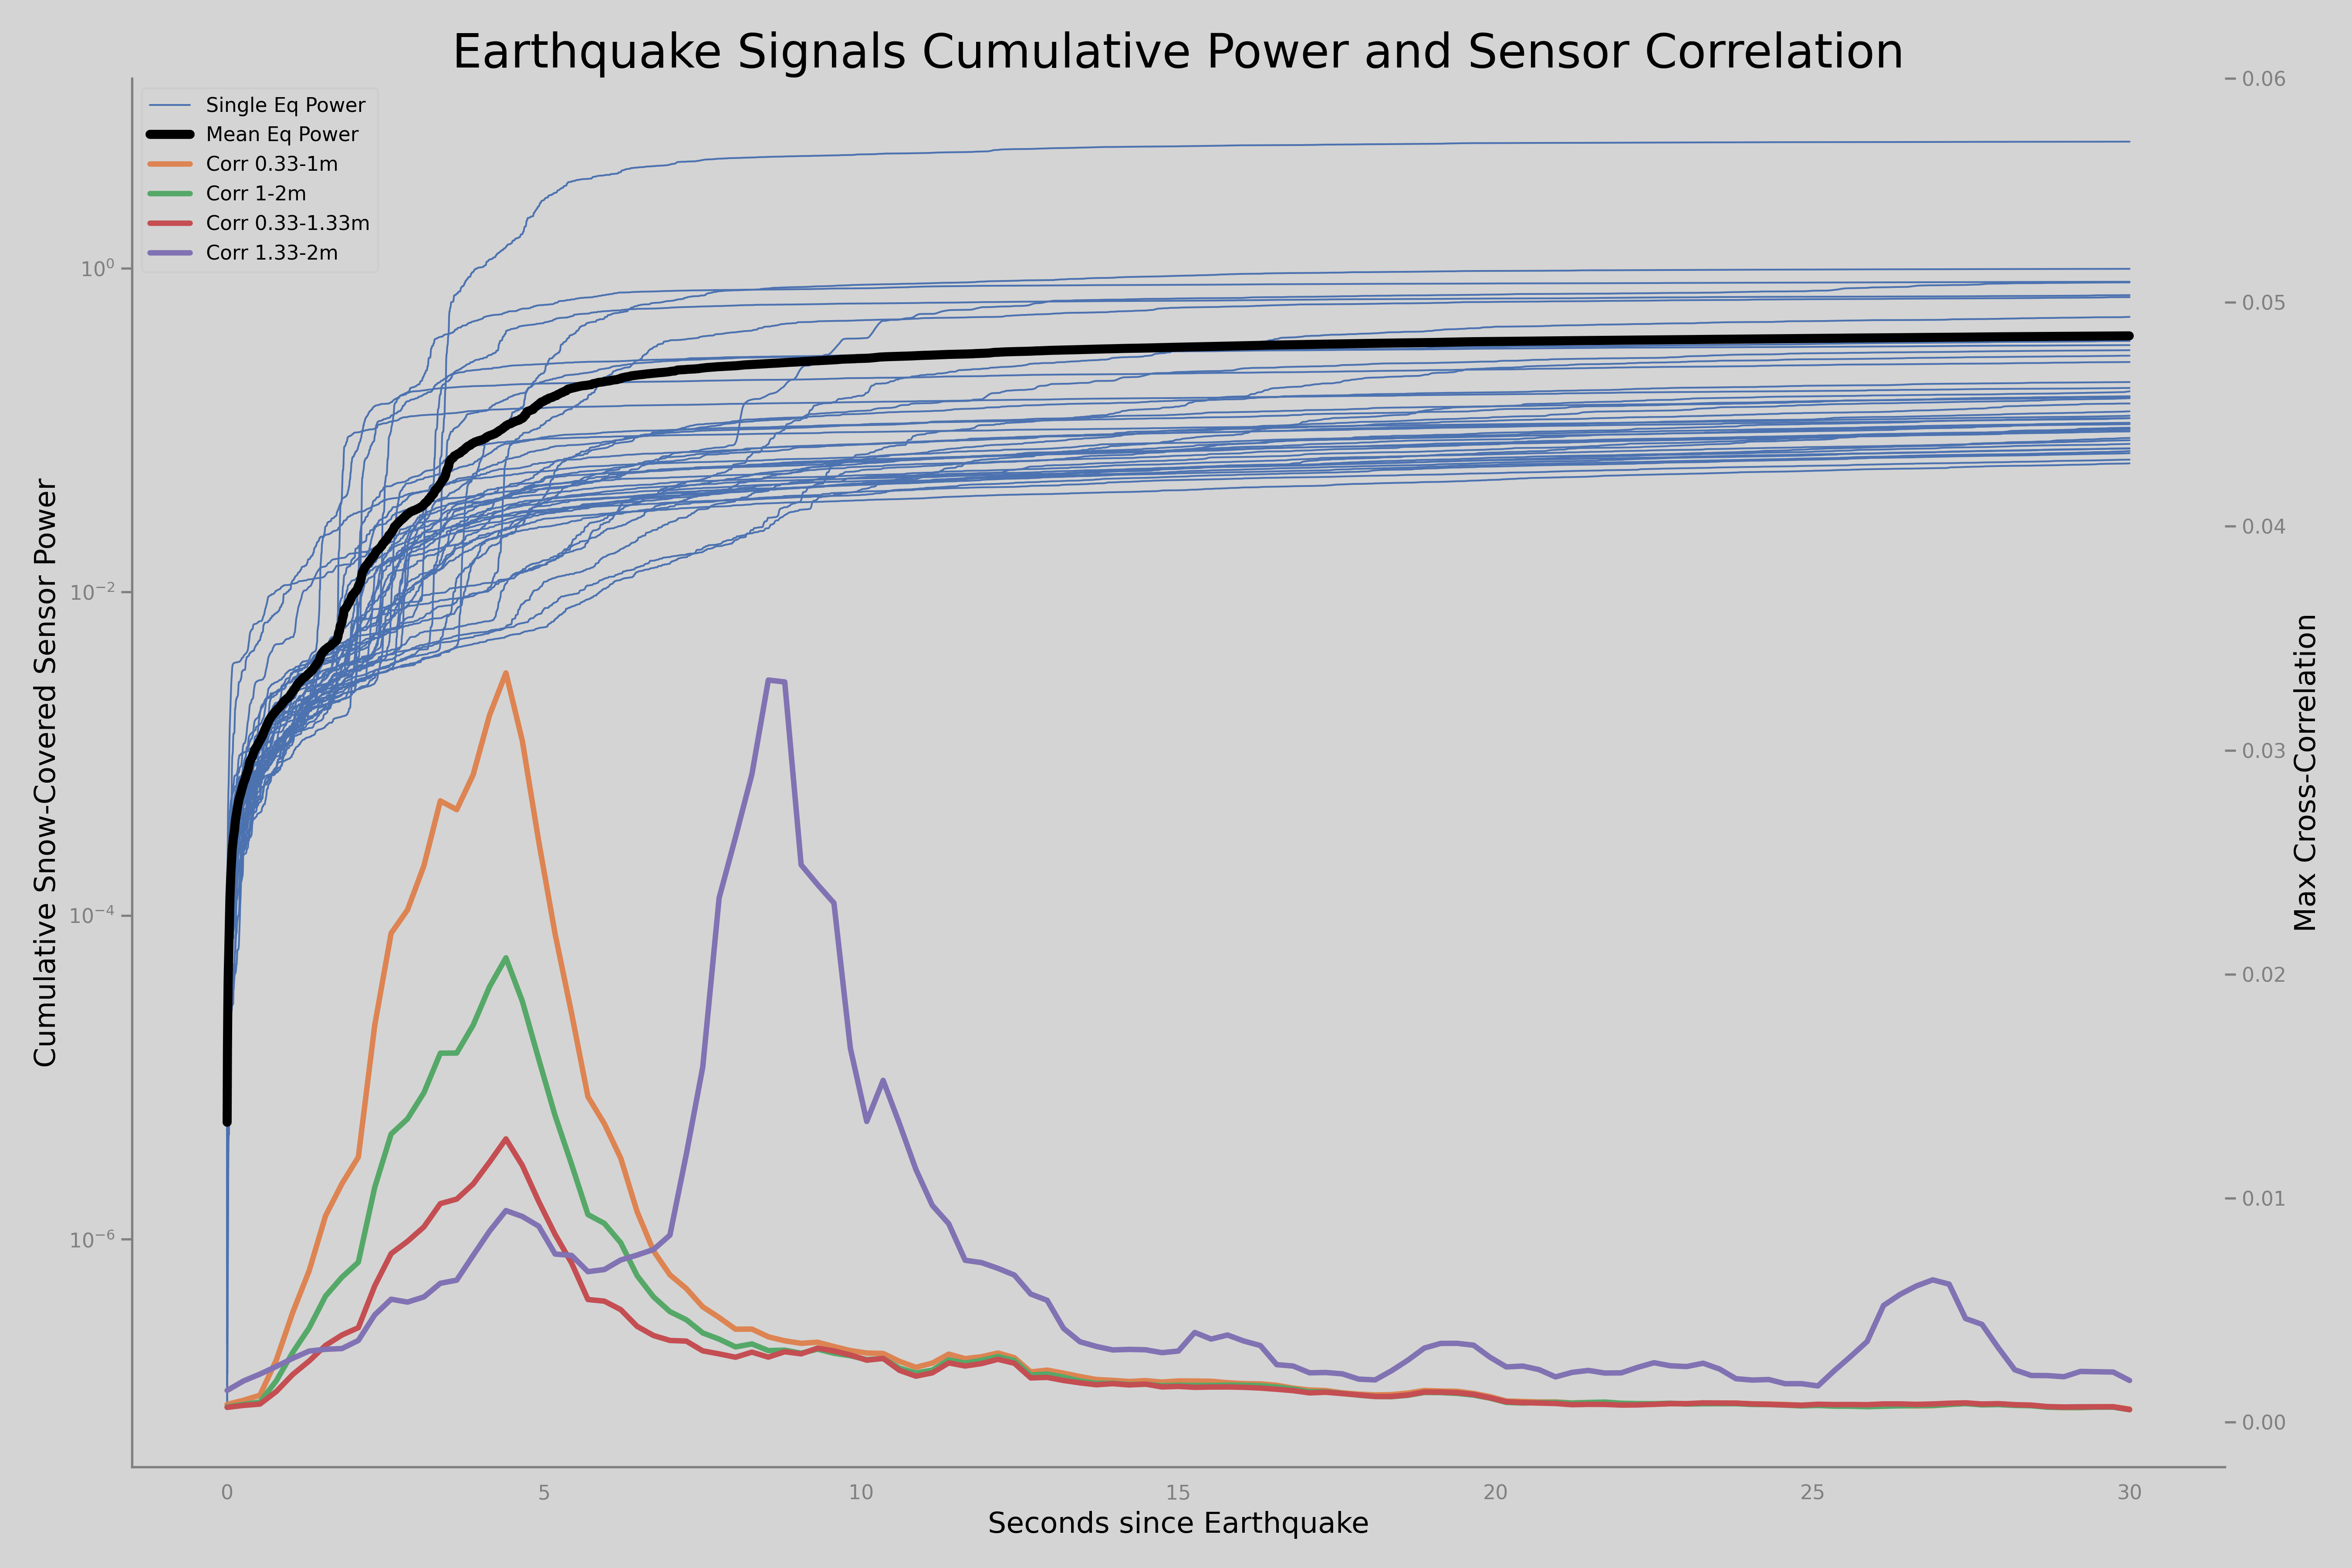 Earthquake Signals Cumulative Power and Sensor Correlation
Single Eq Power
Mean Eq Power
Corr 0.33-1m
Corr 1-2m
Corr 0.33-1.33m
Corr 1.33-2m
Cumulative Snow-Covered Sensor Power
10⁰
10⁻²
10⁻⁴
10⁻⁶
0.06
0.05
0.04
0.03
0.02
0.01
0.00
Max Cross-Correlation
0 5 10 15 20 25 30
Seconds since Earthquake